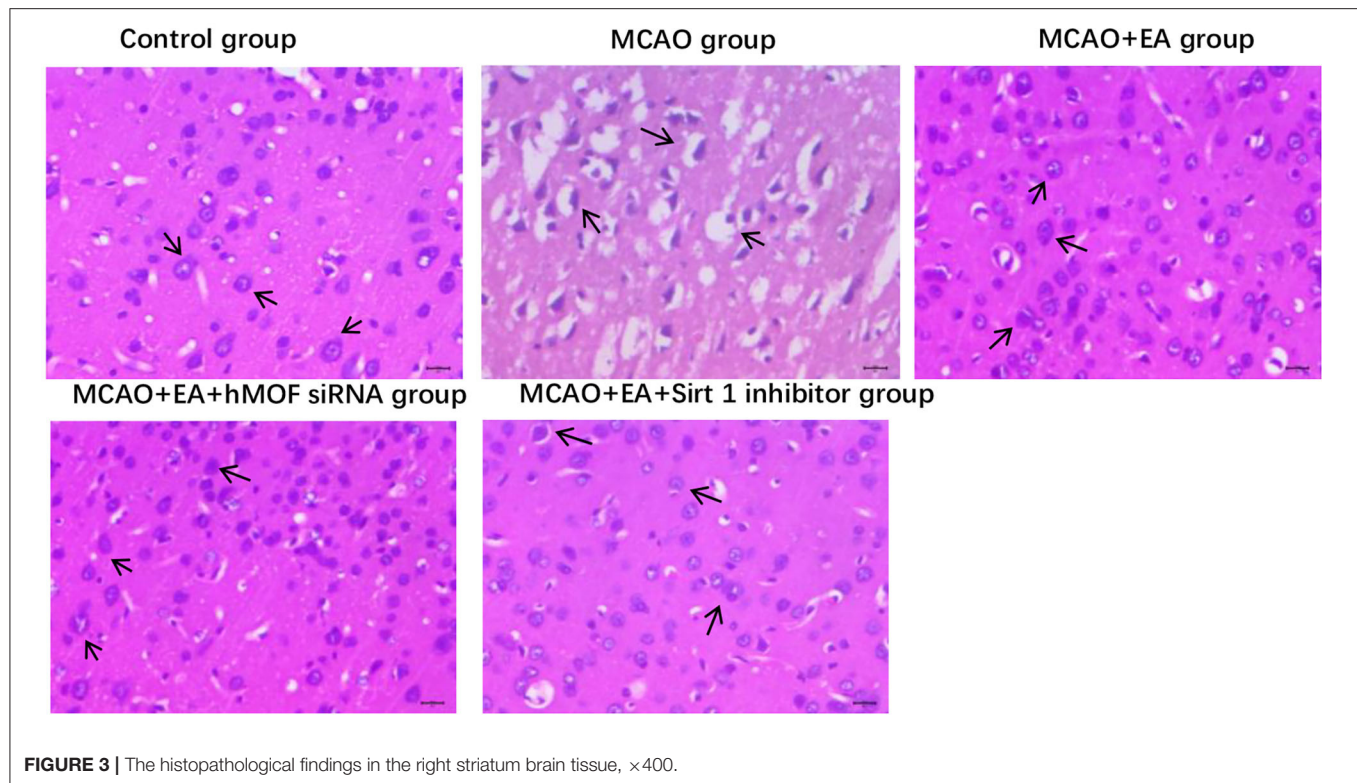 Control group
MCAO group
MCAO+EA group
MCAO+EA+hMOF siRNA group
MCAO+EA+Sirt 1 inhibitor group
FIGURE 3 | The histopathological findings in the right striatum brain tissue, ×400.